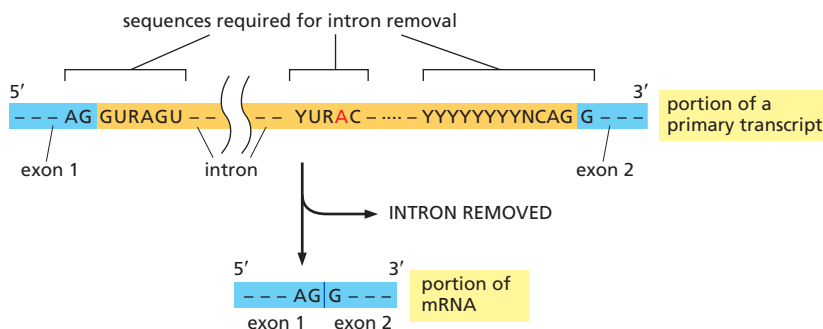 sequences required for intron removal
5′ 3′
– – – AG GURAGU – – – – YURAC – ···· – YYYYYYYYNCAG G – – –
portion of a
primary transcript
exon 1 intron exon 2
INTRON REMOVED
5′ 3′
– – – AG G – – –
portion of
mRNA
exon 1 exon 2